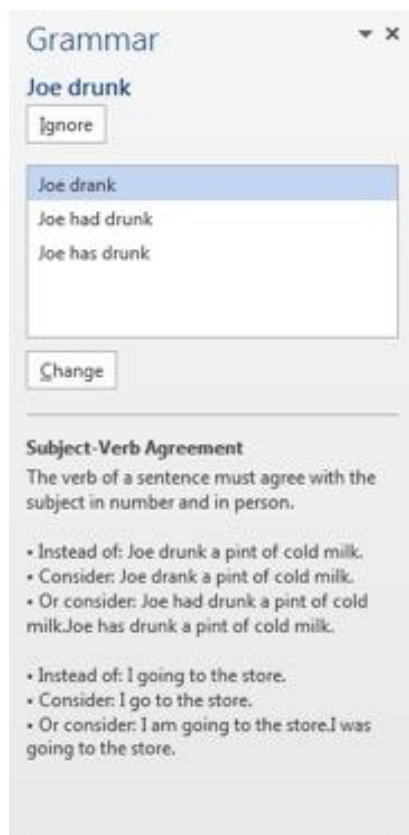 Grammar
Joe drunk
Ignore
Joe drank
Joe had drunk
Joe has drunk
Change
Subject-Verb Agreement
The verb of a sentence must agree with the
subject in number and in person.
• Instead of: Joe drunk a pint of cold milk.
• Consider: Joe drank a pint of cold milk.
• Or consider: Joe had drunk a pint of cold
milk.Joe has drunk a pint of cold milk.
• Instead of: I going to the store.
• Consider: I go to the store.
• Or consider: I am going to the store.I was
going to the store.